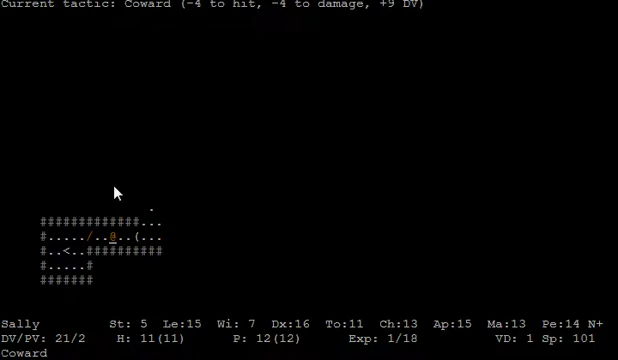 Current tactic: Coward (-4 to hit, -4 to damage, +9 DV)
.
#############...
#...../..@..(...
#..<..##########
#.....#
#######
Sally St: 5 Le:15 Wi: 7 Dx:16 To:11 Ch:13 Ap:15 Ma:13 Pe:14 N+
DV/PV: 21/2 H: 11(11) P: 12(12) Exp: 1/18 VD: 1 Sp: 101
Coward